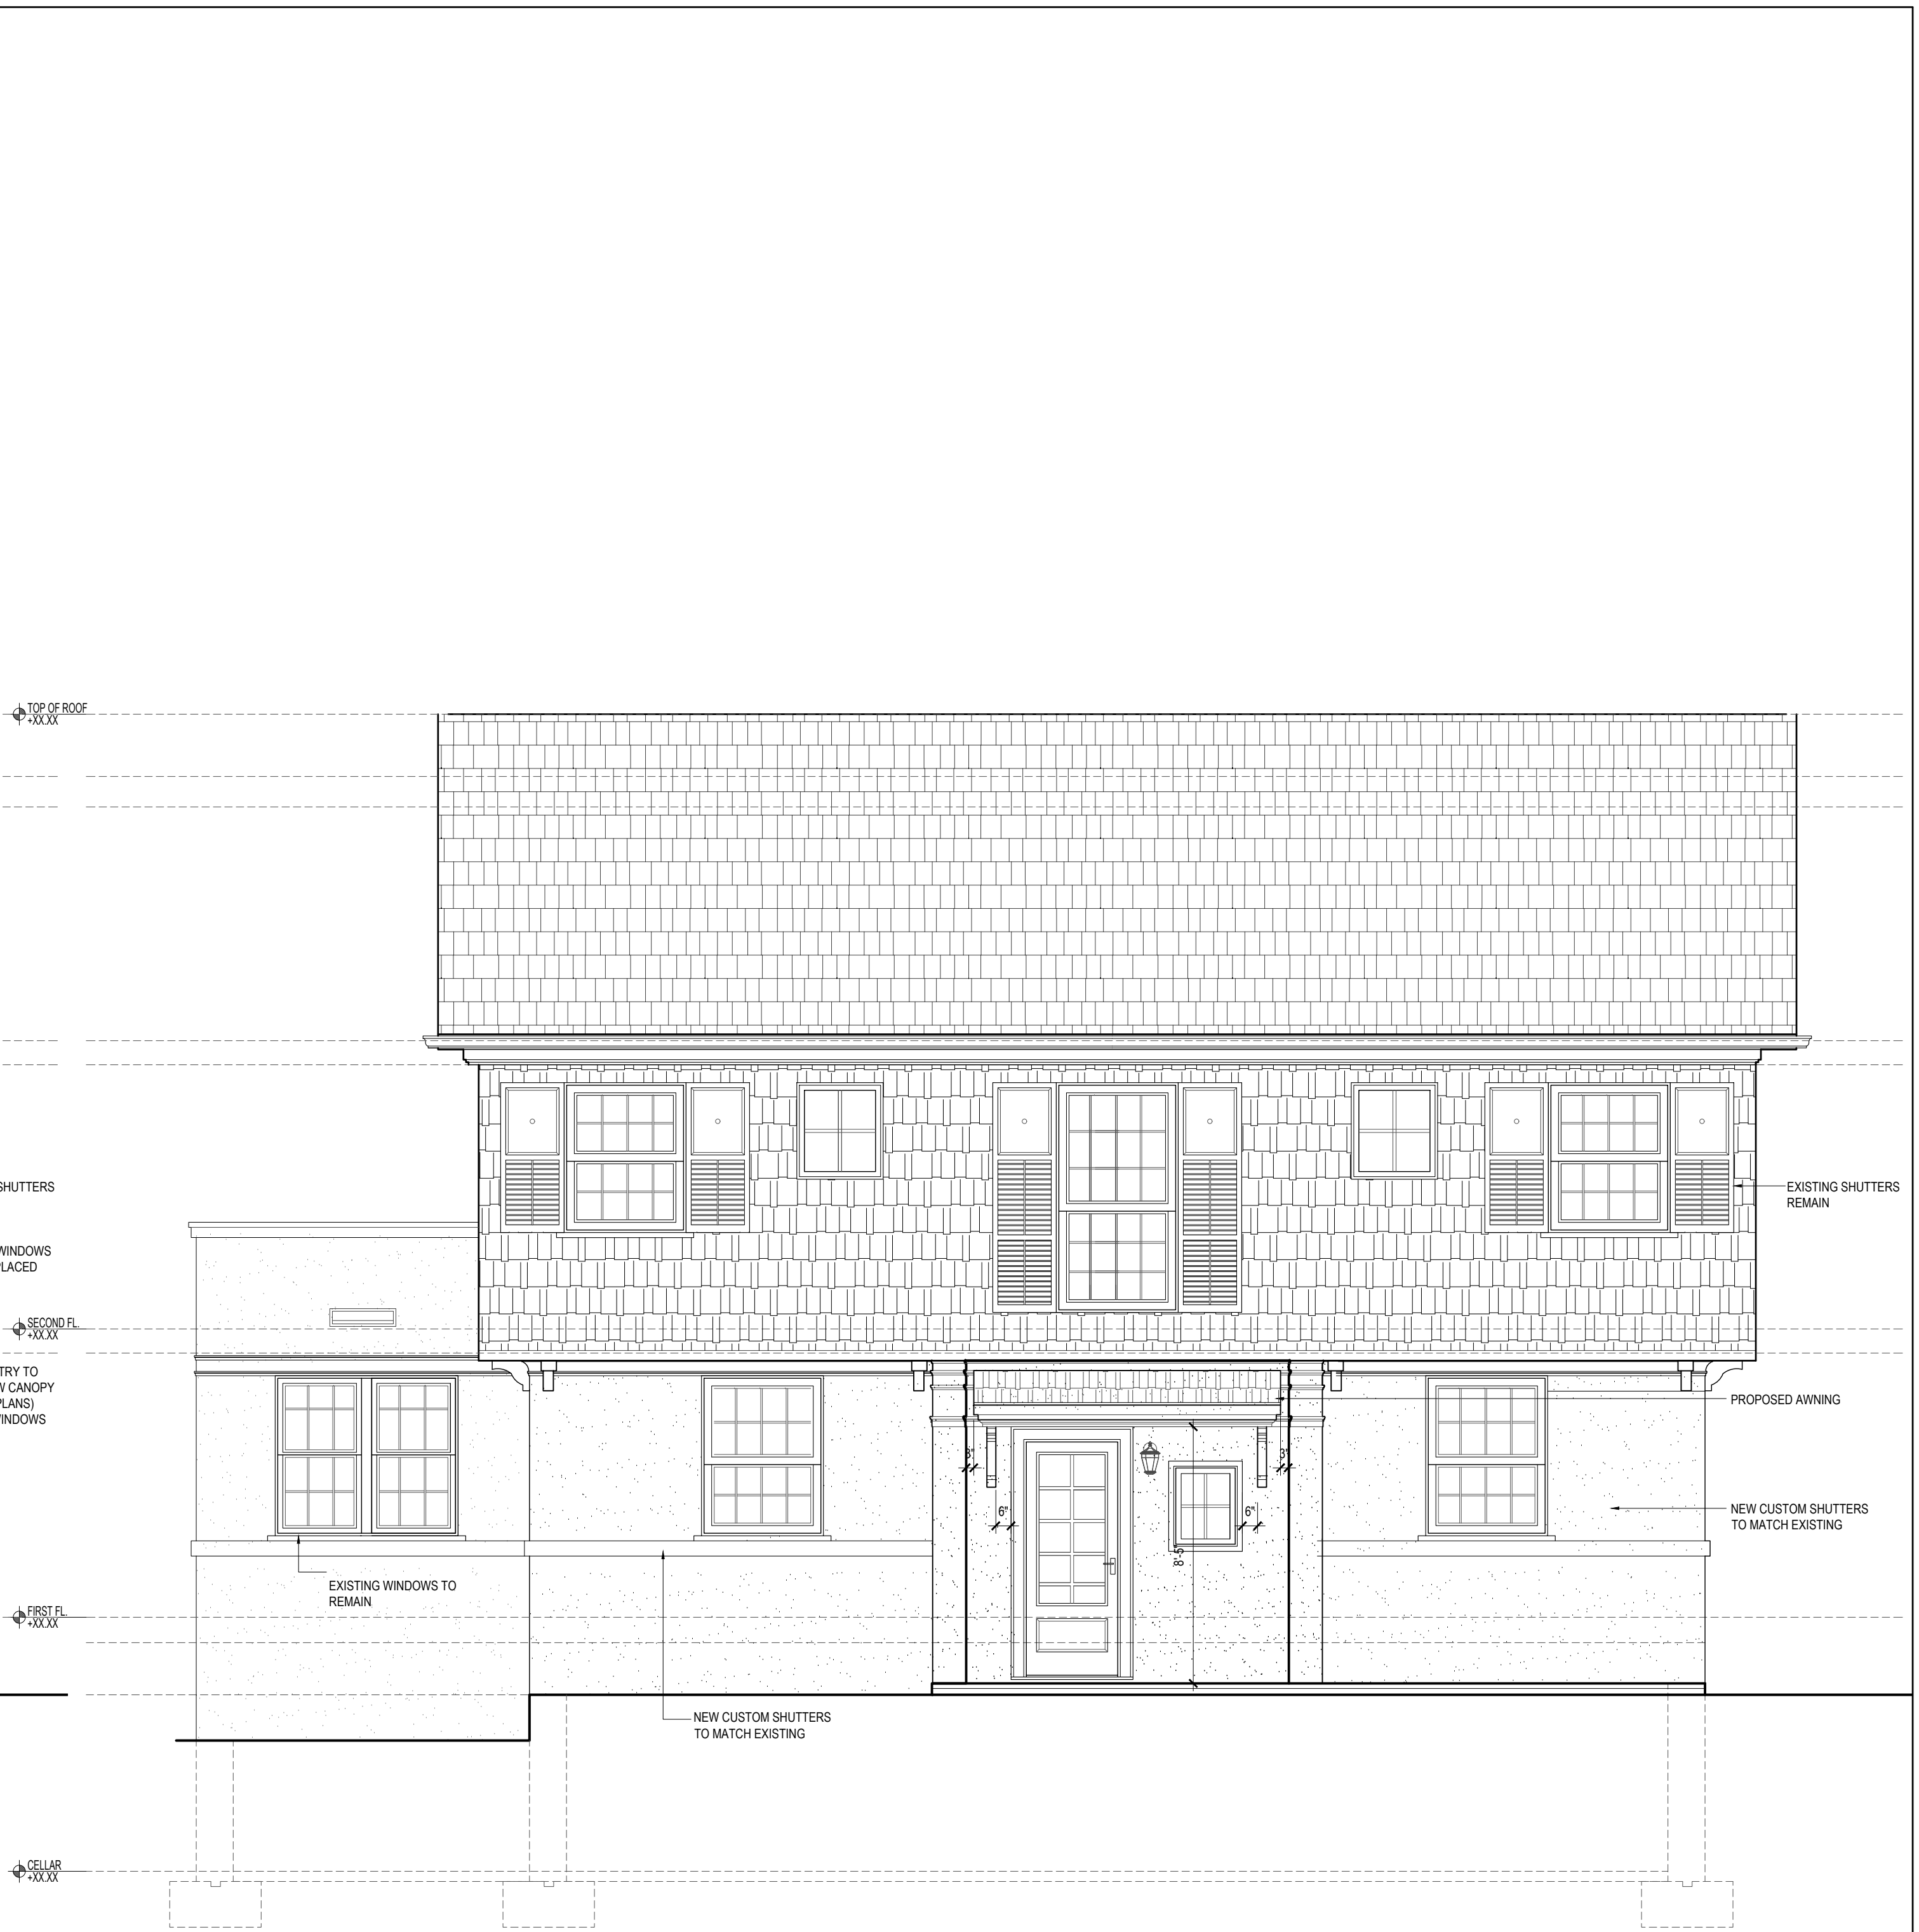 TOP OF ROOF
+XX.XX
SHUTTERS
EXISTING SHUTTERS
REMAIN
WINDOWS
PLACED
SECOND FL.
+XX.XX
TRY TO
W CANOPY
PLANS)
WINDOWS
PROPOSED AWNING
3"
3"
6"
6"
8'-5"
NEW CUSTOM SHUTTERS
TO MATCH EXISTING
EXISTING WINDOWS TO
REMAIN
FIRST FL.
+XX.XX
NEW CUSTOM SHUTTERS
TO MATCH EXISTING
CELLAR
+XX.XX